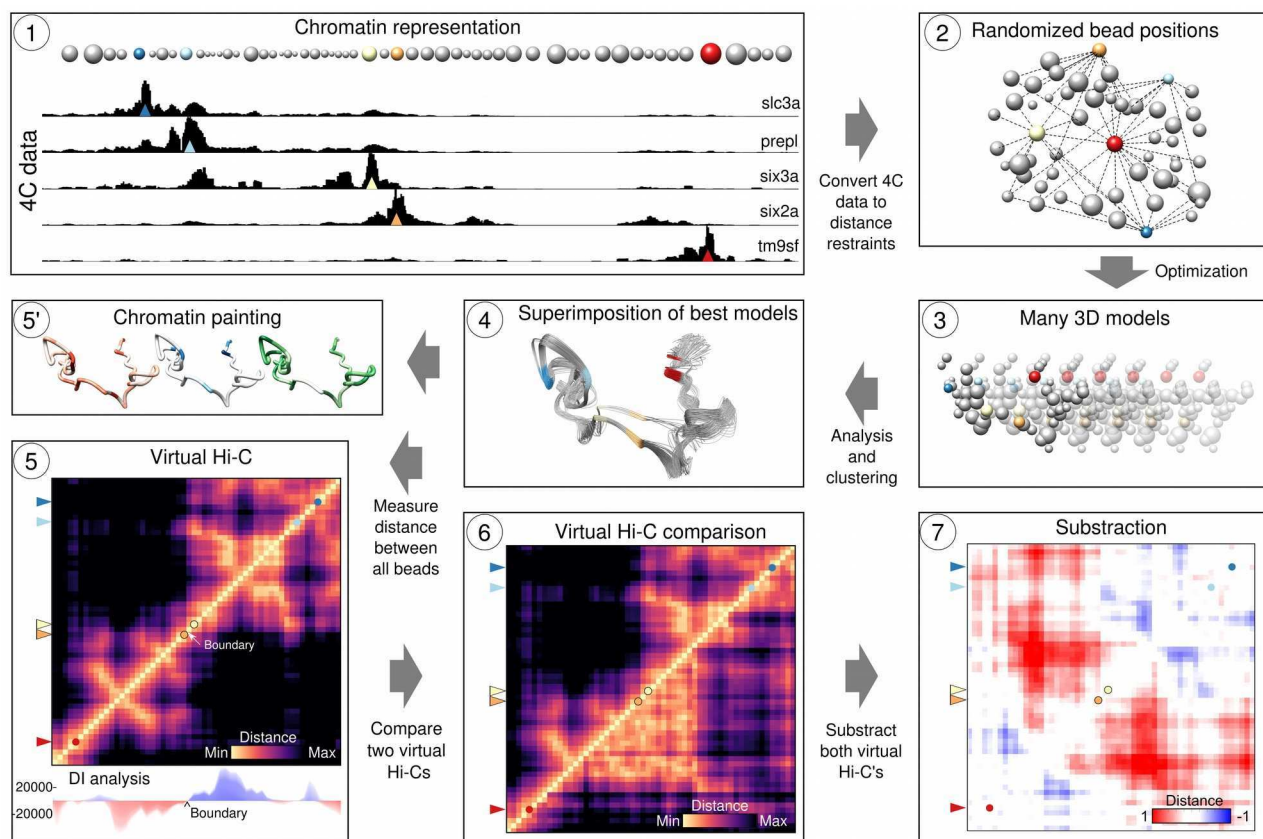 1
Chromatin representation
4C data
slc3a
prepl
six3a
six2a
tm9sf
Convert 4C
data to
distance
restraints
2
Randomized bead positions
Optimization
3
Many 3D models
Analysis
and
clustering
4
Superimposition of best models
5'
Chromatin painting
Measure
distance
between
all beads
5
Virtual Hi-C
Boundary
Distance
Min
Max
DI analysis
20000-
-20000
^
Boundary
Compare
two virtual
Hi-Cs
6
Virtual Hi-C comparison
Distance
Min
Max
Substract
both virtual
Hi-C's
7
Substraction
Distance
1
-1